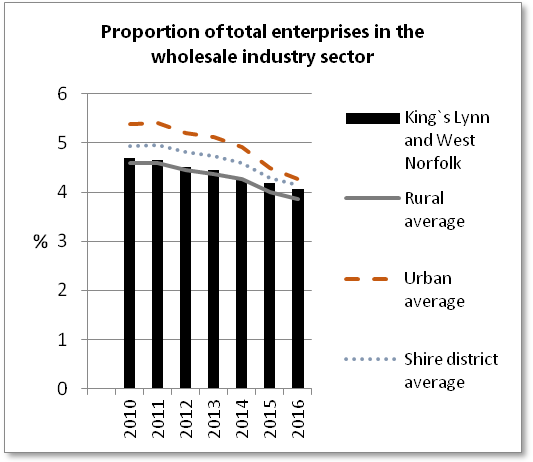 Proportion of total enterprises in the
wholesale industry sector
6
5
4
3
2
1
0
%
2010
2011
2012
2013
2014
2015
2016
King`s Lynn
and West
Norfolk
Rural
average
Urban
average
Shire district
average